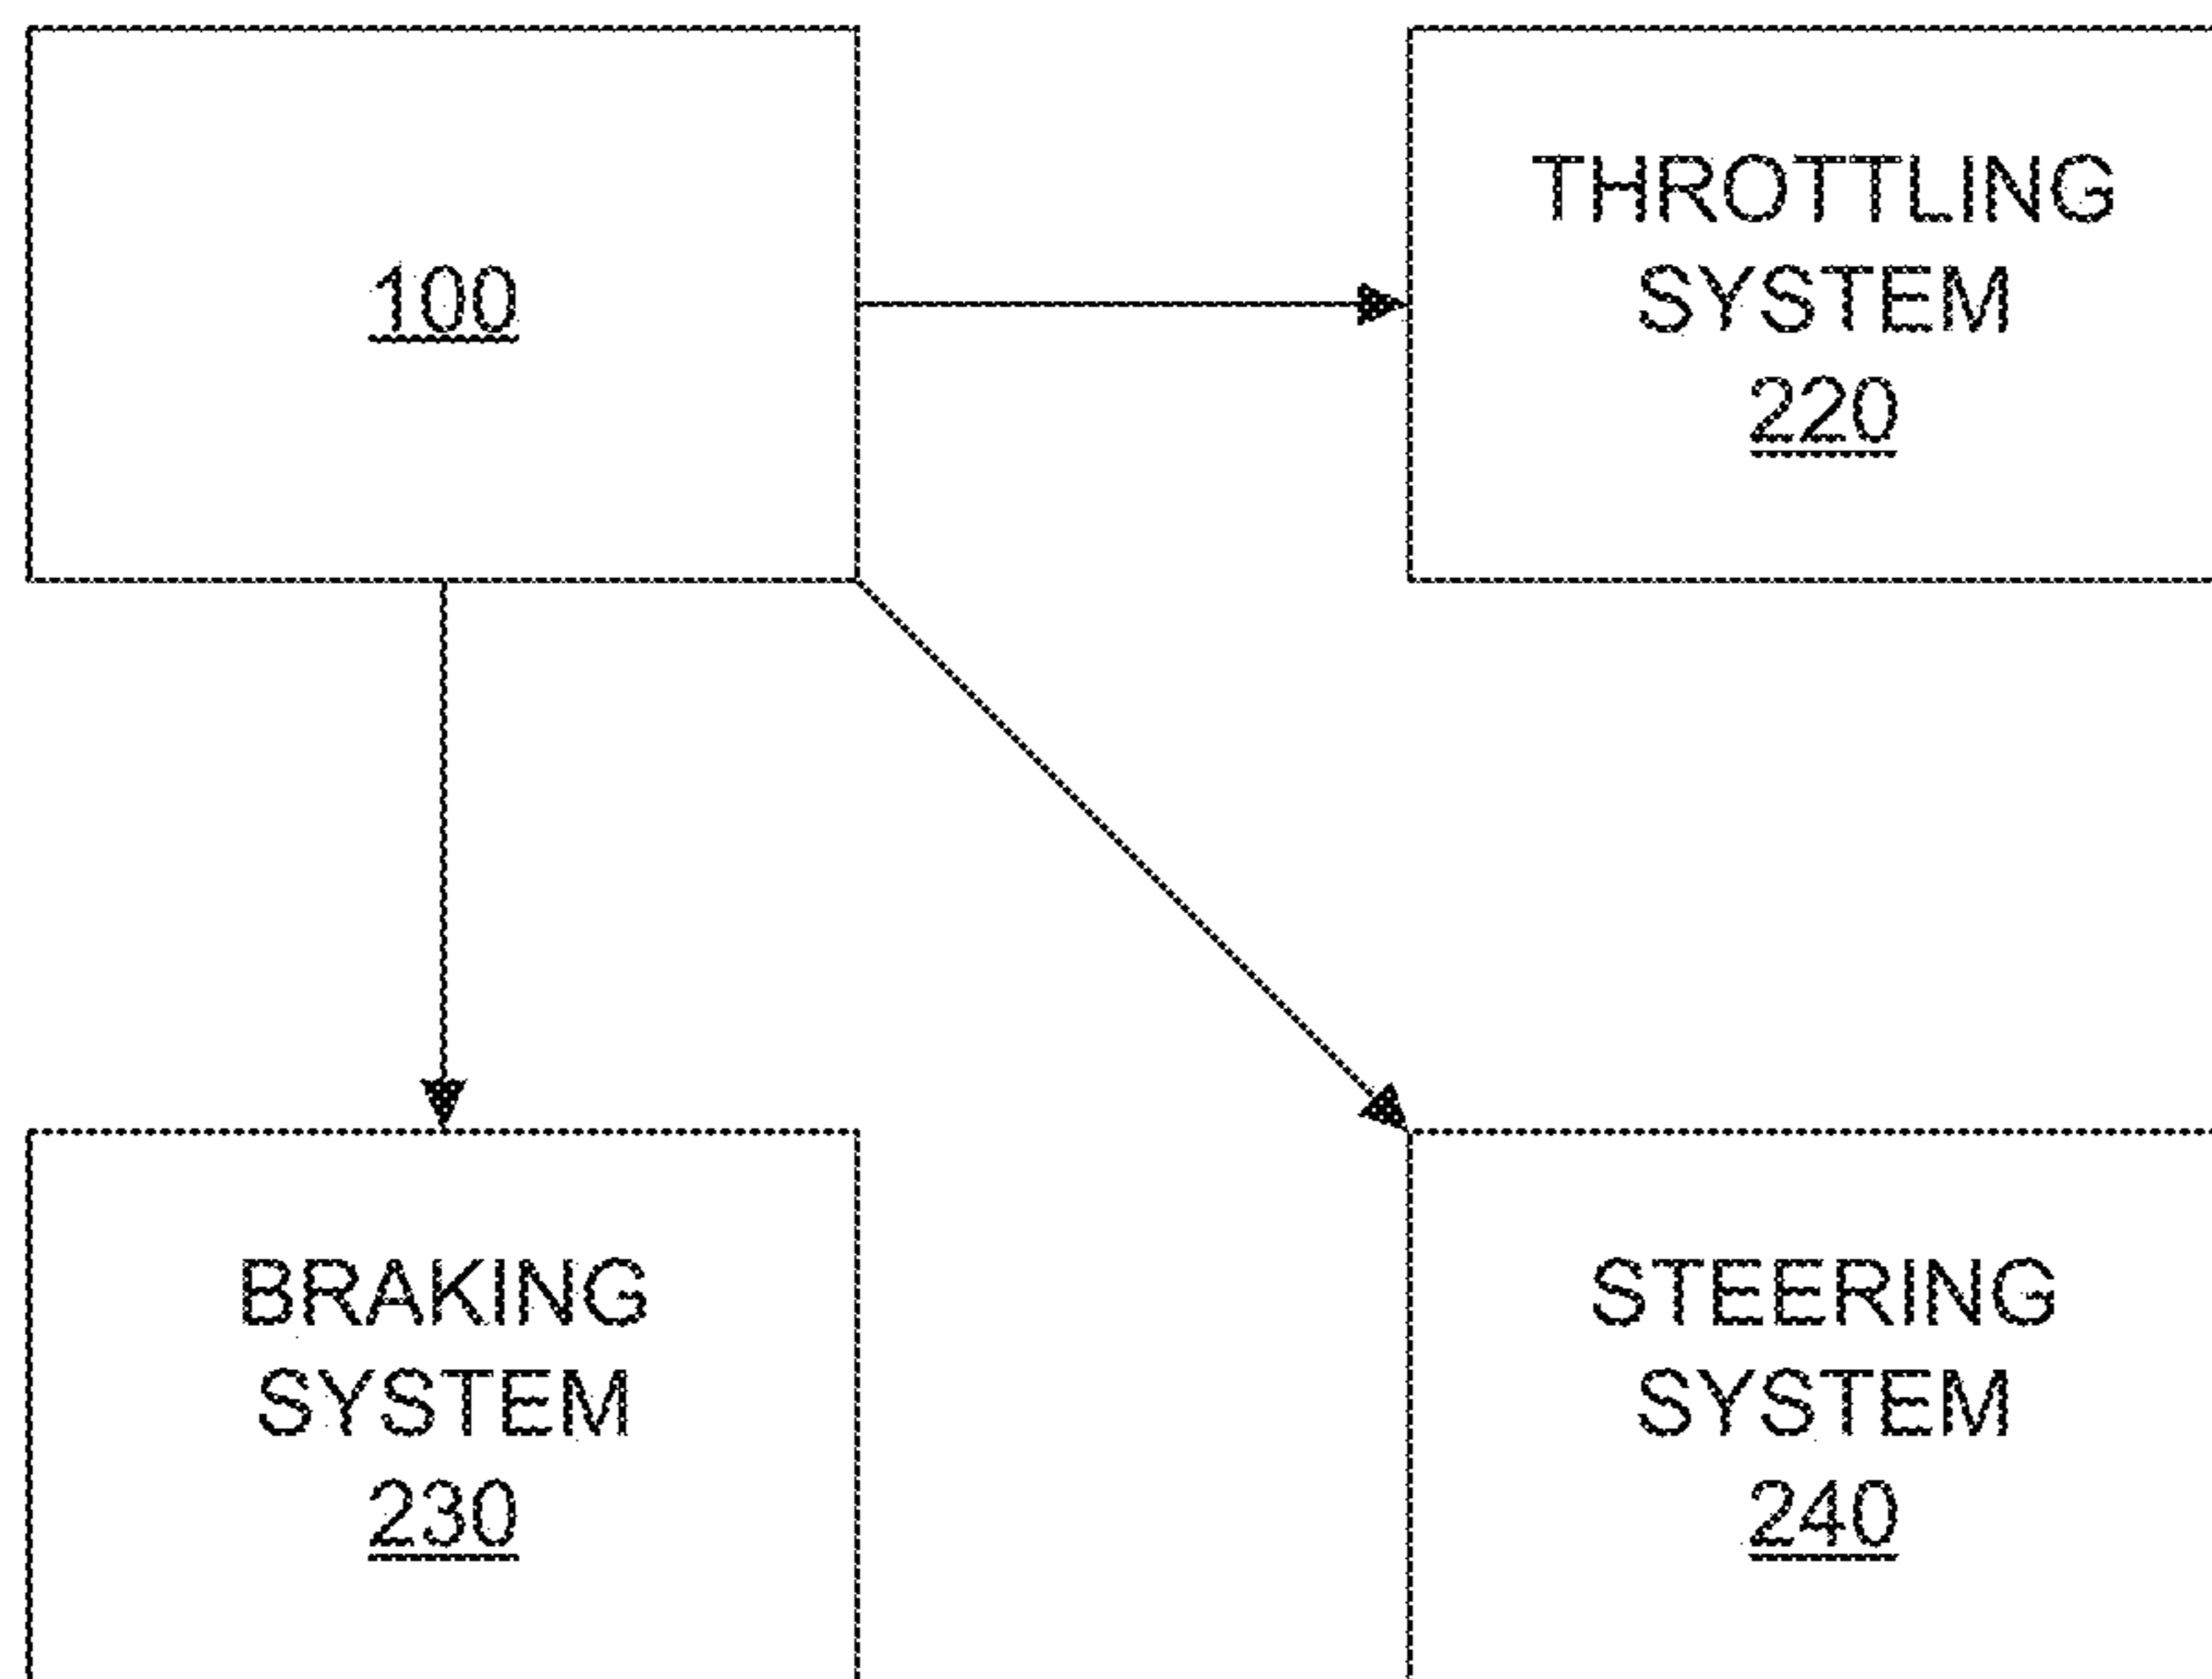 100
THROTTLING
SYSTEM
220
BRAKING
SYSTEM
230
STEERING
SYSTEM
240